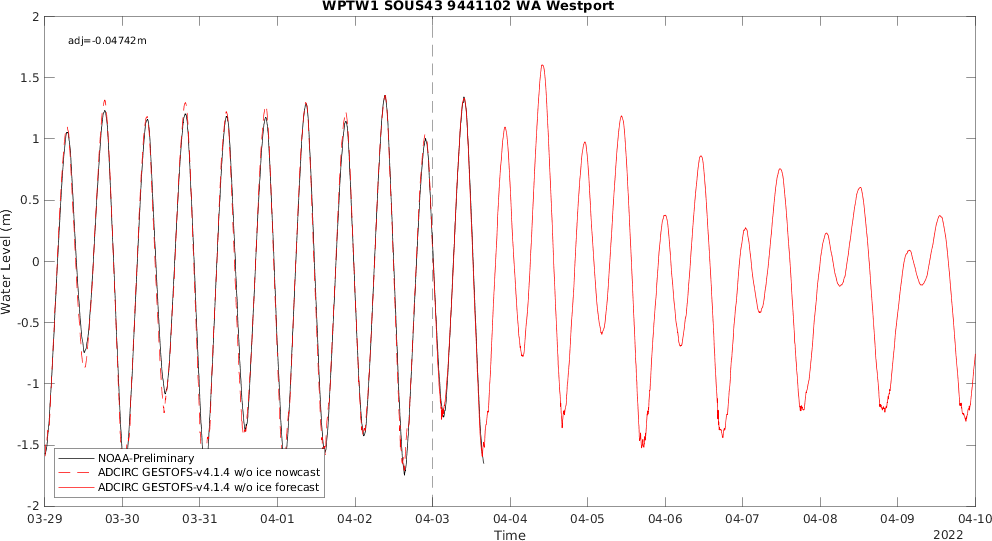 WPTW1 SOUS43 9441102 WA Westport
adj=-0.04742m
2
1.5
1
0.5
0
-0.5
-1
-1.5
-2
Water Level (m)
NOAA-Preliminary
ADCIRC GESTOFS-v4.1.4 w/o ice nowcast
ADCIRC GESTOFS-v4.1.4 w/o ice forecast
03-29 03-30 03-31 04-01 04-02 04-03 04-04 04-05 04-06 04-07 04-08 04-09 04-10
Time
2022